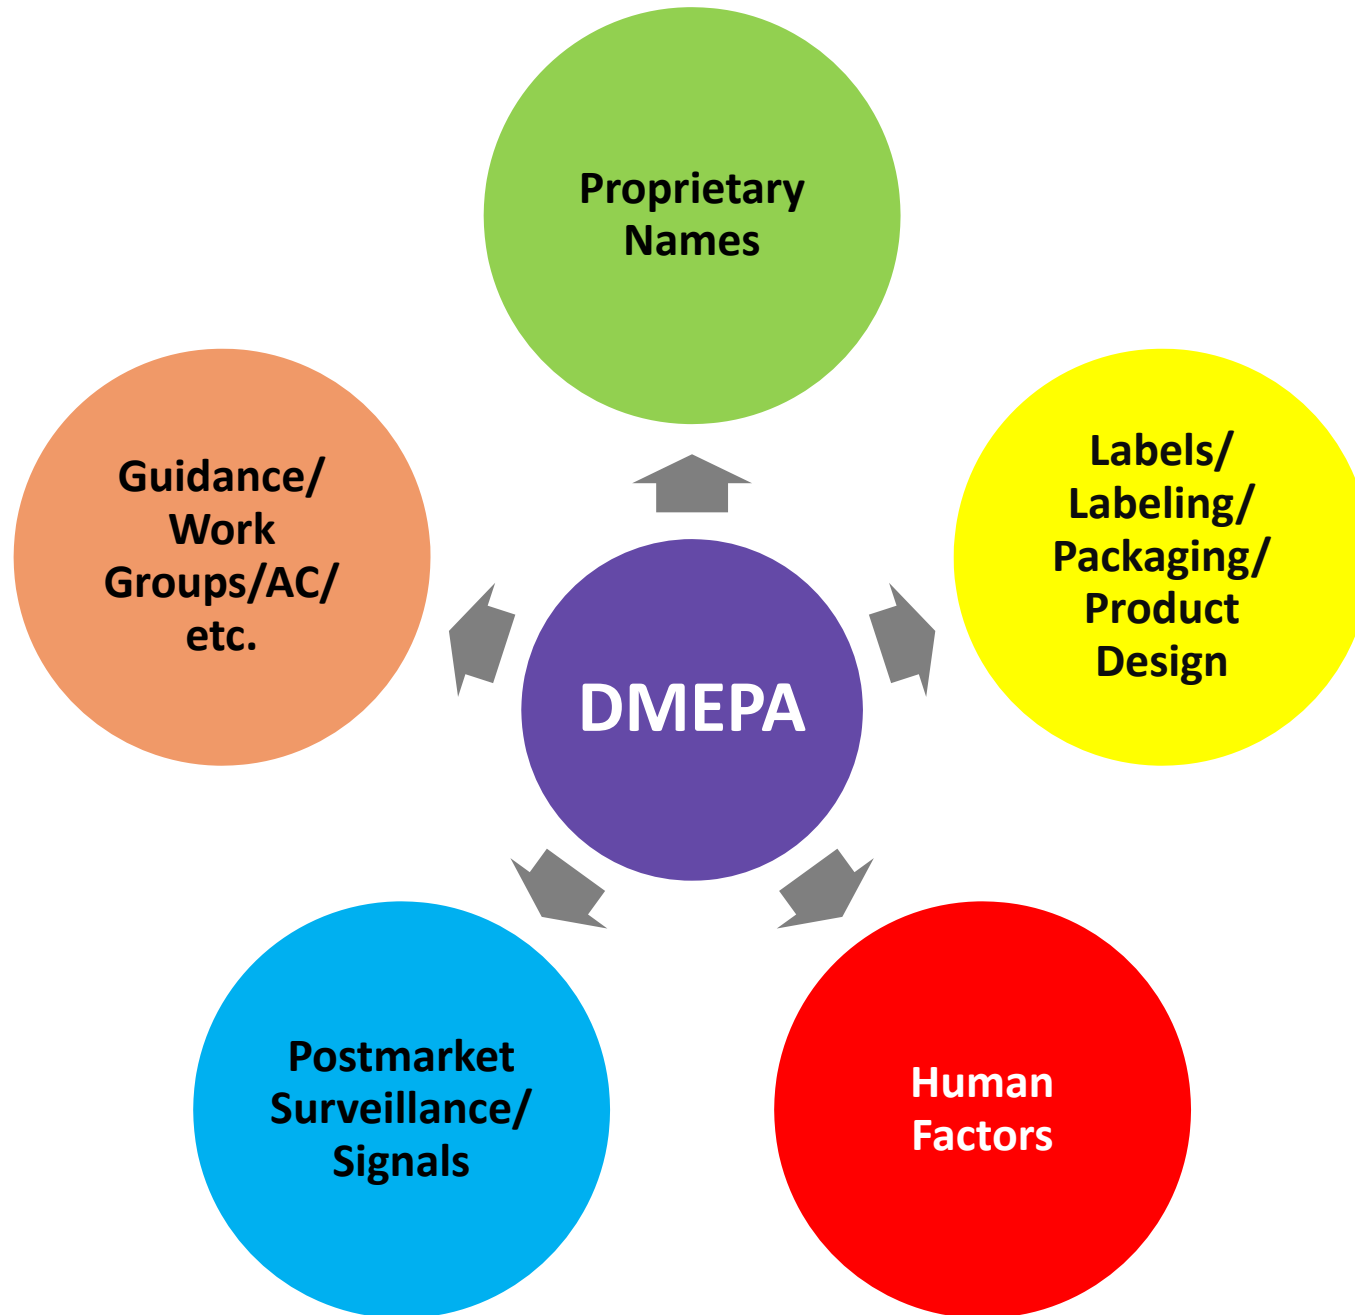 Proprietary
Names
Labels/
Labeling/
Packaging/
Product
Design
Human
Factors
Postmarket
Surveillance/
Signals
Guidance/
Work
Groups/AC/
etc.
DMEPA